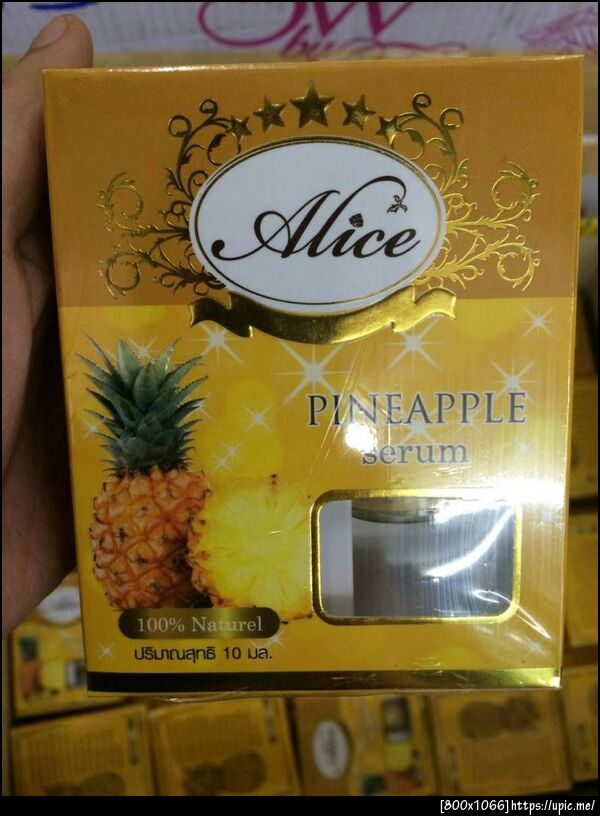 Alice
PINEAPPLE
serum
100% Naturel
ปริมาณสุทธิ 10 มล.
[800x1066]https://upic.me/